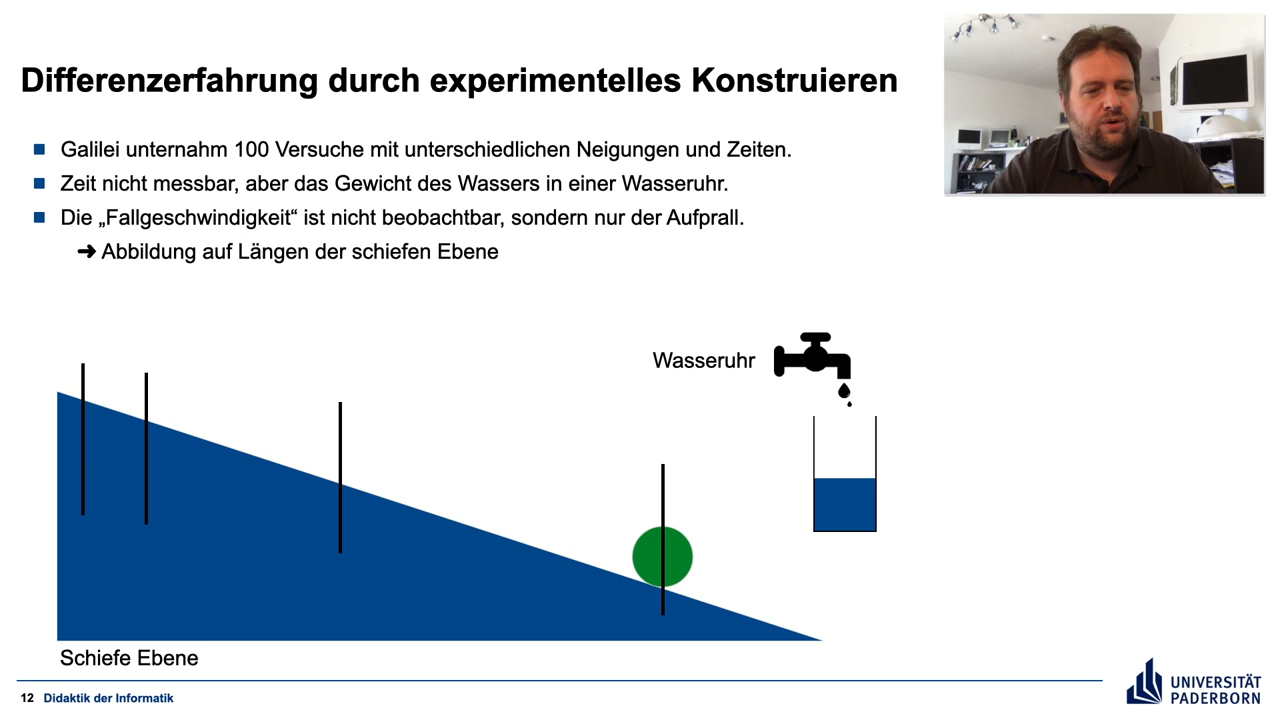 Differenzerfahrung durch experimentelles Konstruieren
Galilei unternahm 100 Versuche mit unterschiedlichen Neigungen und Zeiten.
Zeit nicht messbar, aber das Gewicht des Wassers in einer Wasseruhr.
Die „Fallgeschwindigkeit“ ist nicht beobachtbar, sondern nur der Aufprall.
➜ Abbildung auf Längen der schiefen Ebene
Wasseruhr
Schiefe Ebene
12 Didaktik der Informatik
UNIVERSITÄT
PADERBORN